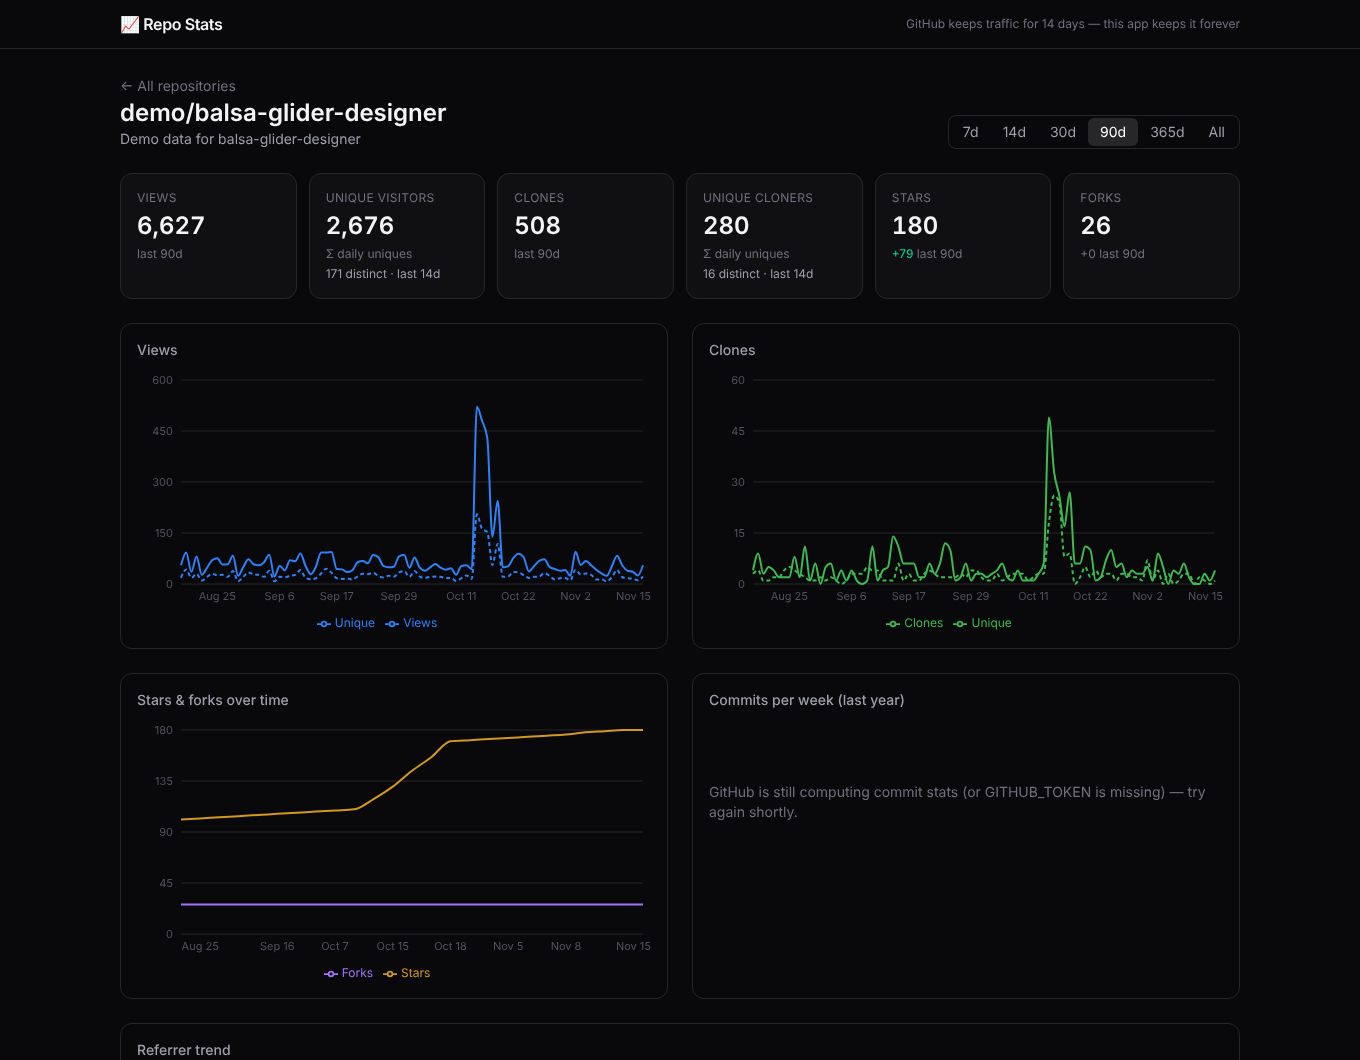 📈 Repo Stats
GitHub keeps traffic for 14 days — this app keeps it forever
← All repositories
demo/balsa-glider-designer
Demo data for balsa-glider-designer
7d 14d 30d 90d 365d All
VIEWS
6,627
last 90d
UNIQUE VISITORS
2,676
Σ daily uniques
171 distinct · last 14d
CLONES
508
last 90d
UNIQUE CLONERS
280
Σ daily uniques
16 distinct · last 14d
STARS
180
+79 last 90d
FORKS
26
+0 last 90d
Views
600
450
300
150
0
Aug 25 Sep 6 Sep 17 Sep 29 Oct 11 Oct 22 Nov 2 Nov 15
Unique Views
Clones
60
45
30
15
0
Aug 25 Sep 6 Sep 17 Sep 29 Oct 11 Oct 22 Nov 2 Nov 15
Clones Unique
Stars & forks over time
180
135
90
45
0
Aug 25 Sep 16 Oct 7 Oct 15 Oct 18 Nov 5 Nov 8 Nov 15
Forks Stars
Commits per week (last year)
GitHub is still computing commit stats (or GITHUB_TOKEN is missing) — try
again shortly.
Referrer trend